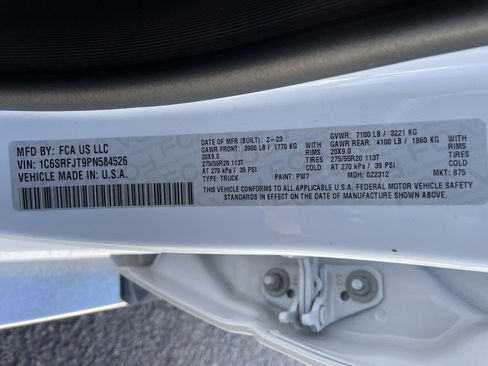 MFD BY: FCA US LLC
VIN: 1C6SRFJT9PN584526
VEHICLE MADE IN: U.S.A.
DATE OF MFR (BUILT): 2-23 GVWR: 7100 LB / 3221 KG
GAWR FRONT: 3900 LB / 1770 KG WITH GAWR REAR: 4100 LB / 1860 KG WITH
20X9.0 RIMS 20X9.0 RIMS
275/55R20 113T TIRES 275/55R20 113T TIRES
AT 270 kPa / 39 PSI COLD AT 270 kPa / 39 PSI COLD
TYPE: TRUCK PAINT: PW7 MDH: 022312 MKT: 875
THIS VEHICLE CONFORMS TO ALL APPLICABLE U.S.A. FEDERAL MOTOR VEHICLE SAFETY
STANDARDS IN EFFECT ON THE DATE OF MANUFACTURE SHOWN ABOVE